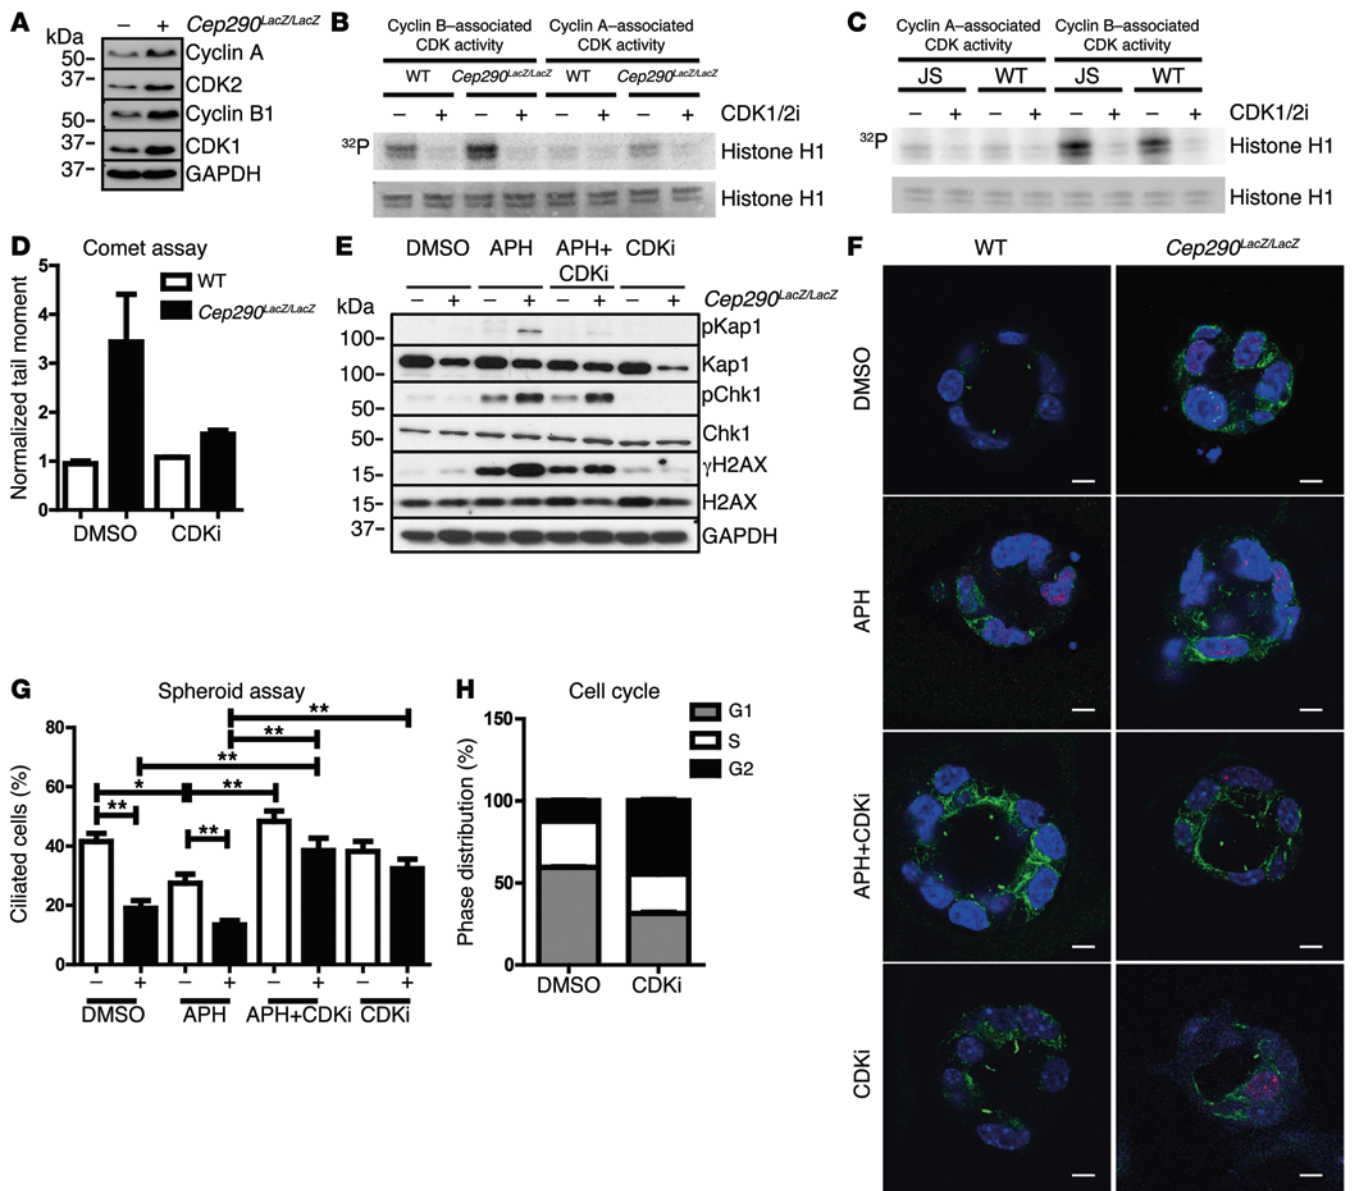 A
− + Cep290LacZ/LacZ
kDa
50– Cyclin A
37– CDK2
50– Cyclin B1
37– CDK1
37– GAPDH
B
Cyclin B–associated CDK activity
Cyclin A–associated CDK activity
WT Cep290LacZ/LacZ WT Cep290LacZ/LacZ
− + − + − + − + CDK1/2i
32P Histone H1
Histone H1
C
Cyclin A–associated CDK activity
Cyclin B–associated CDK activity
JS WT JS WT
− + − + − + − + CDK1/2i
32P Histone H1
Histone H1
D
Comet assay
Normalized tail moment
5
4
3
2
1
0
WT
Cep290LacZ/LacZ
DMSO CDKi
E
DMSO APH APH+ CDKi
CDKi
− + − + − + − + Cep290LacZ/LacZ
kDa
100– pKap1
100– Kap1
50– pChk1
50– Chk1
15– γH2AX
15– H2AX
37– GAPDH
F
WT Cep290LacZ/LacZ
DMSO
APH
APH+CDKi
CDKi
G
Spheroid assay
Ciliated cells (%)
80
60
40
20
0
**
**
**
* **
**
**
− + − + − + − +
DMSO APH APH+CDKi CDKi
H
Cell cycle
Phase distribution (%)
150
100
50
0
G1
S
G2
DMSO CDKi